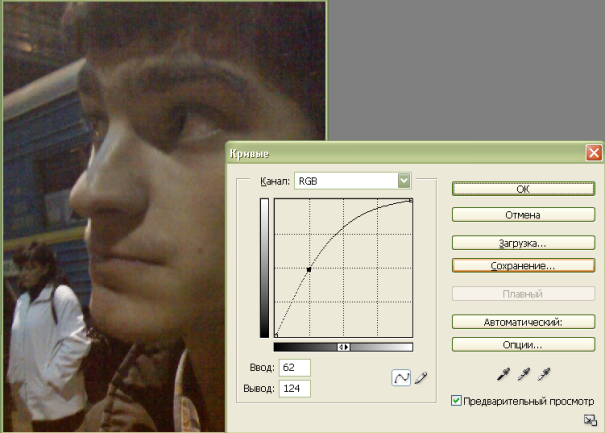 Кривые
Канал: RGB
OK
Отмена
Загрузка...
Сохранение...
Плавный
Автоматический:
Опции...
Ввод: 62
Вывод: 124
Предварительный просмотр